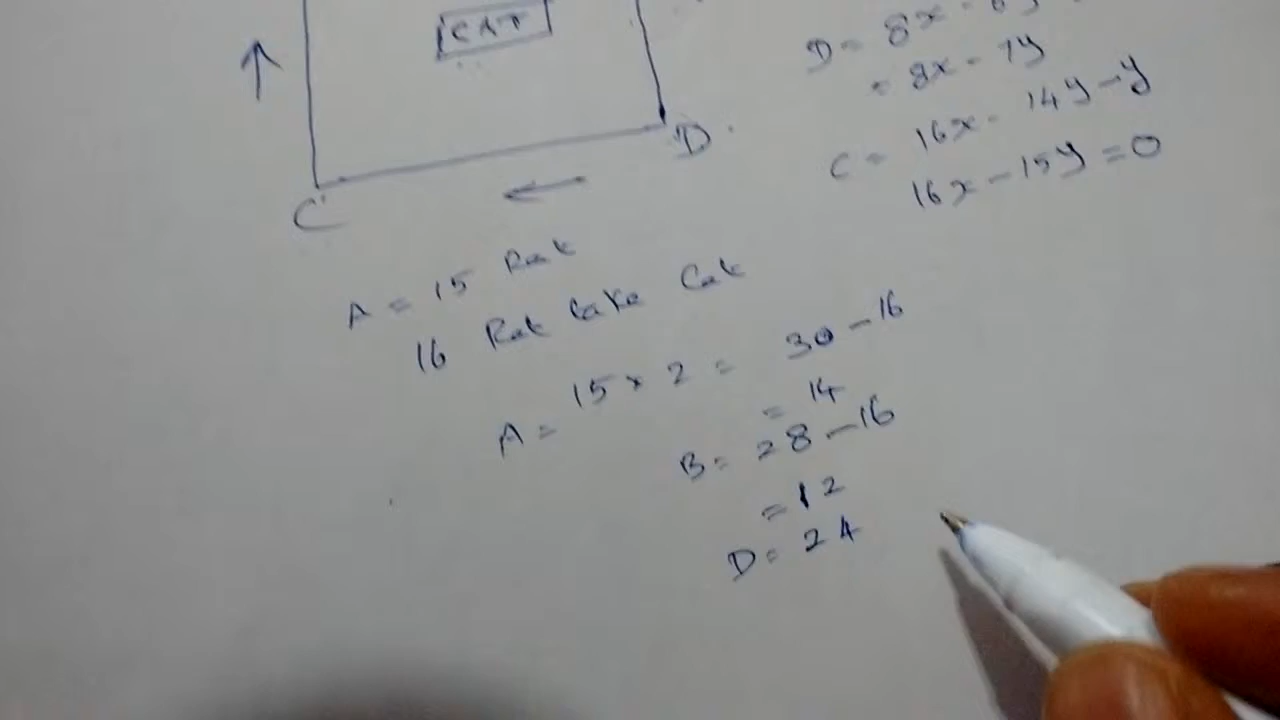 CAT
D = 8x -
= 8x - 7y
D
C = 16x - 14y - y
16x - 15y = 0
C
A = 15 Rat
16 Rat take Cat
A = 15 x 2 = 30 - 16
= 14
B = 28 - 16
= 12
D = 24